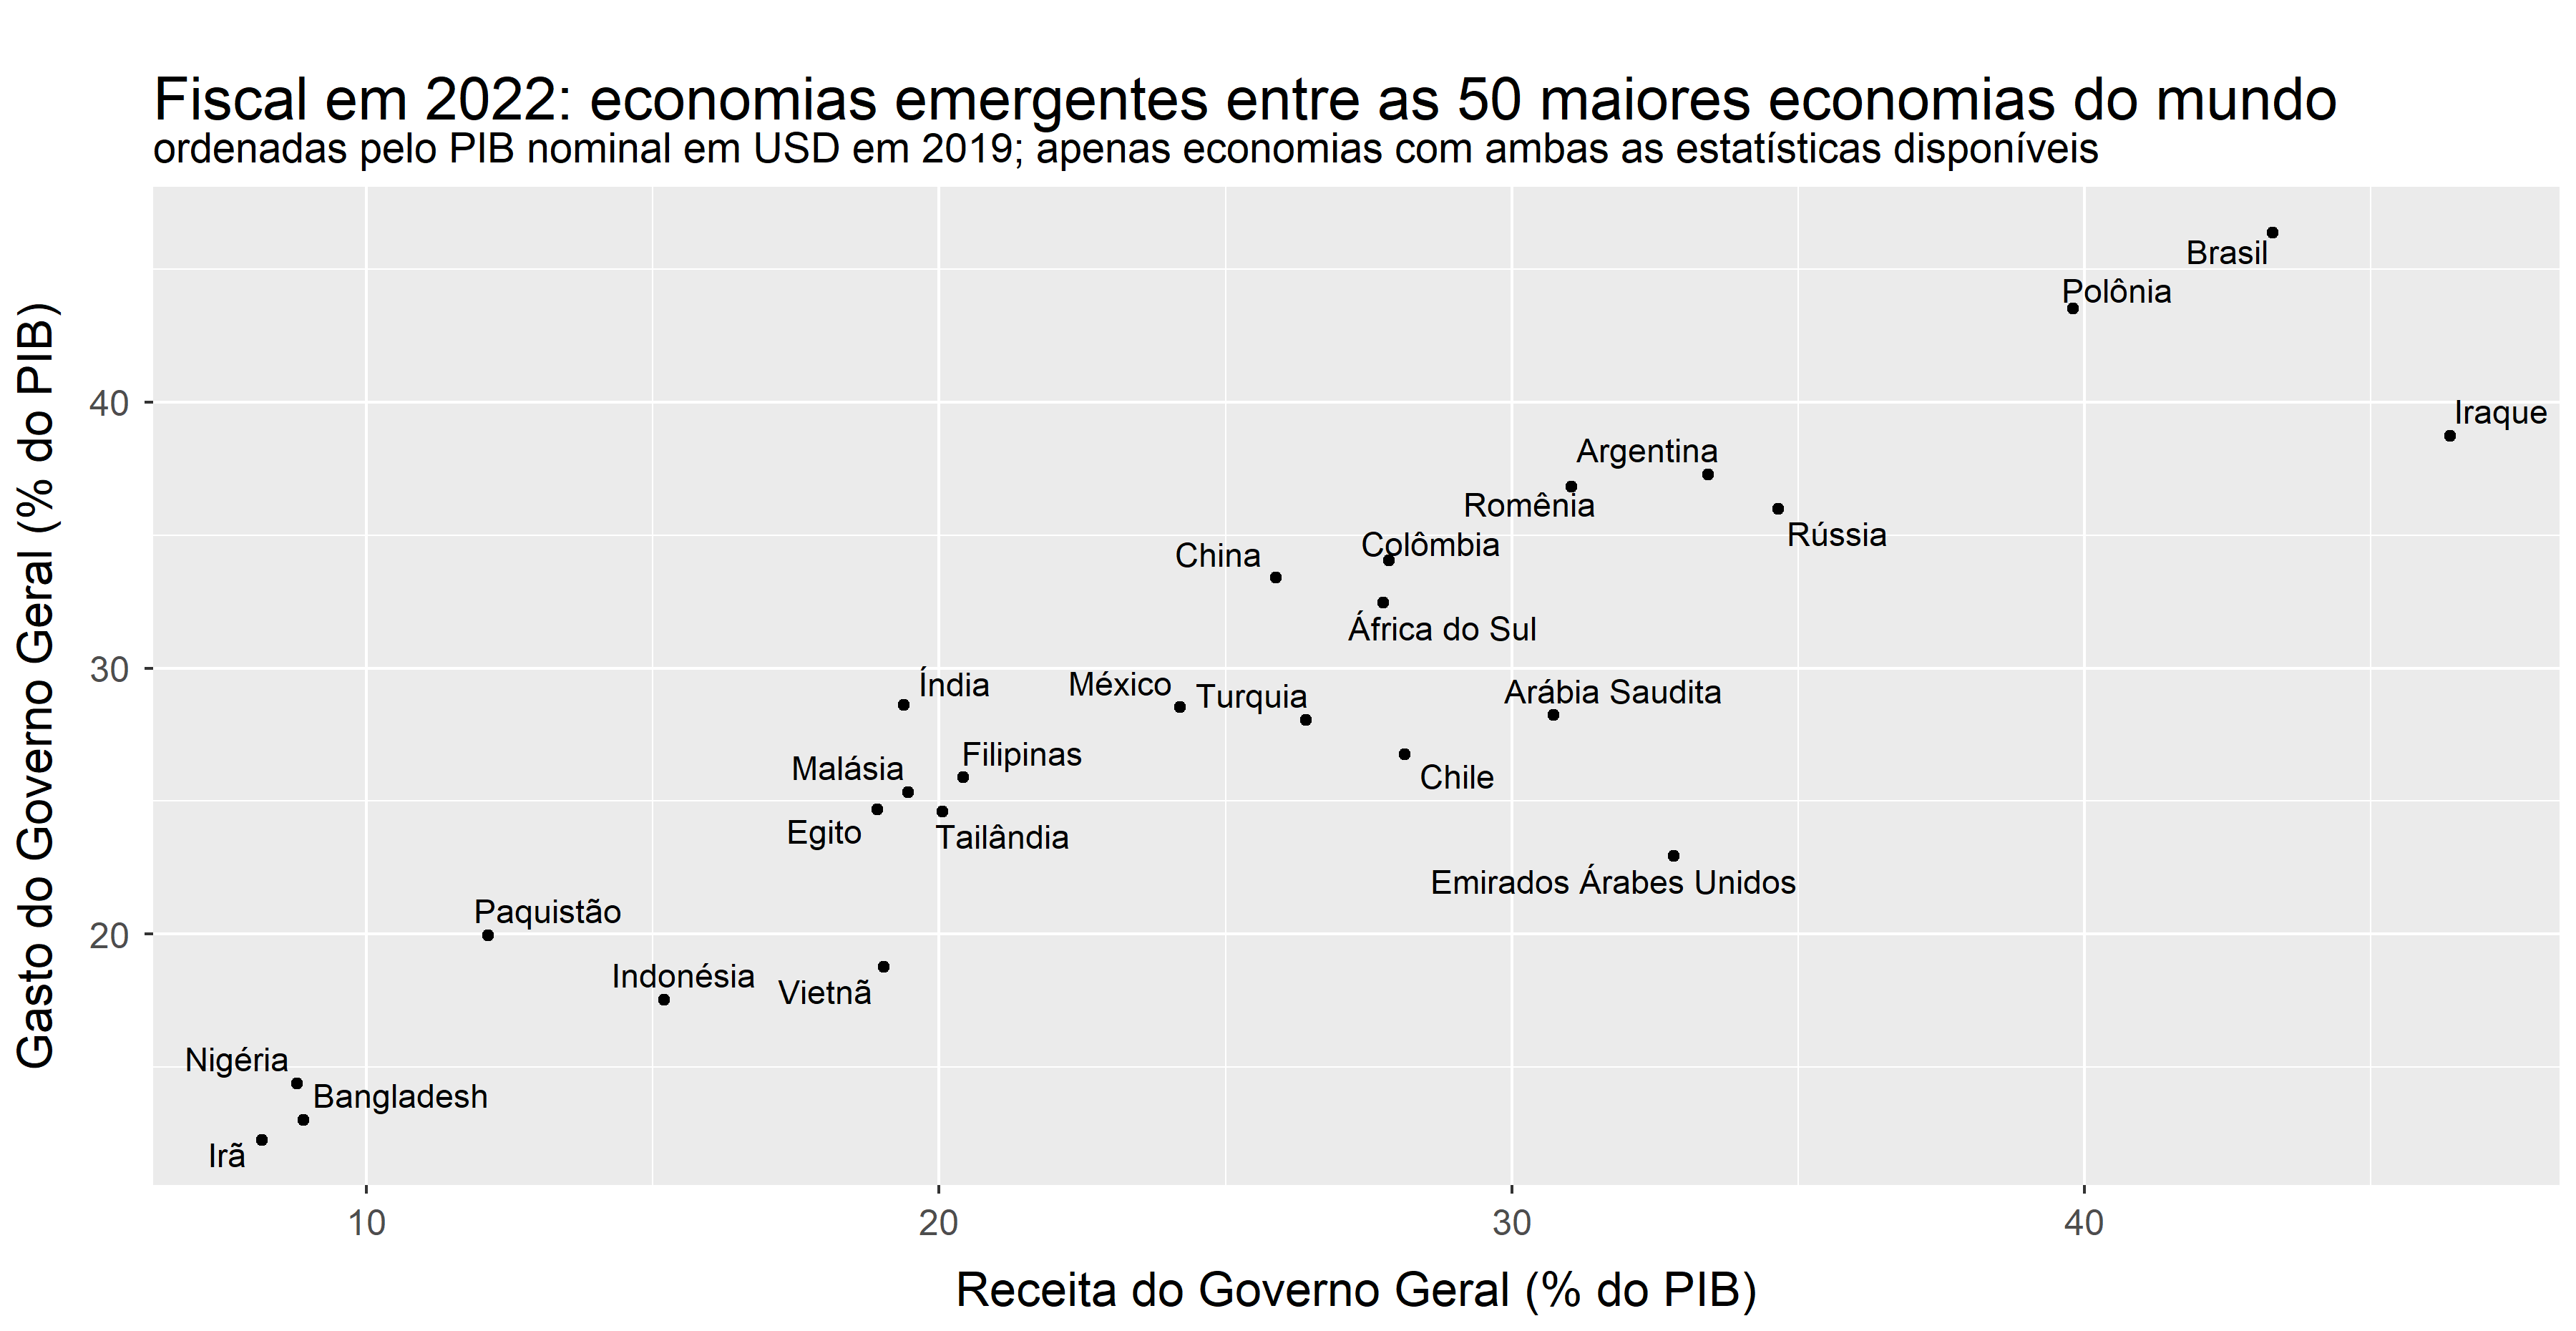 Fiscal em 2022: economias emergentes entre as 50 maiores economias do mundo
ordenadas pelo PIB nominal em USD em 2019; apenas economias com ambas as estatísticas disponíveis
Gasto do Governo Geral (% do PIB)
40
30
20
Brasil
Polônia
Iraque
Argentina
Romênia
Rússia
Colômbia
China
África do Sul
Índia
México
Turquia
Arábia Saudita
Filipinas
Malásia
Chile
Egito
Tailândia
Emirados Árabes Unidos
Paquistão
Indonésia
Vietnã
Nigéria
Bangladesh
Irã
10
20
30
40
Receita do Governo Geral (% do PIB)